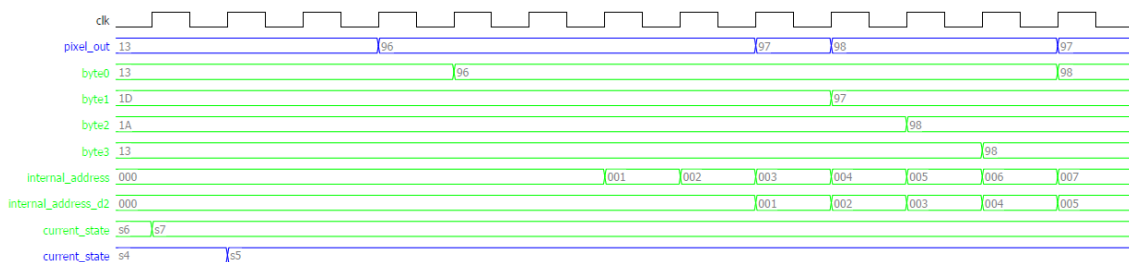 clk
pixel_out 13 96 97 98 97
byte0 13 96 98
byte1 1D 97
byte2 1A 98
byte3 13 98
internal_address 000 001 002 003 004 005 006 007
internal_address_d2 000 001 002 003 004 005
current_state s6 s7
current_state s4 s5